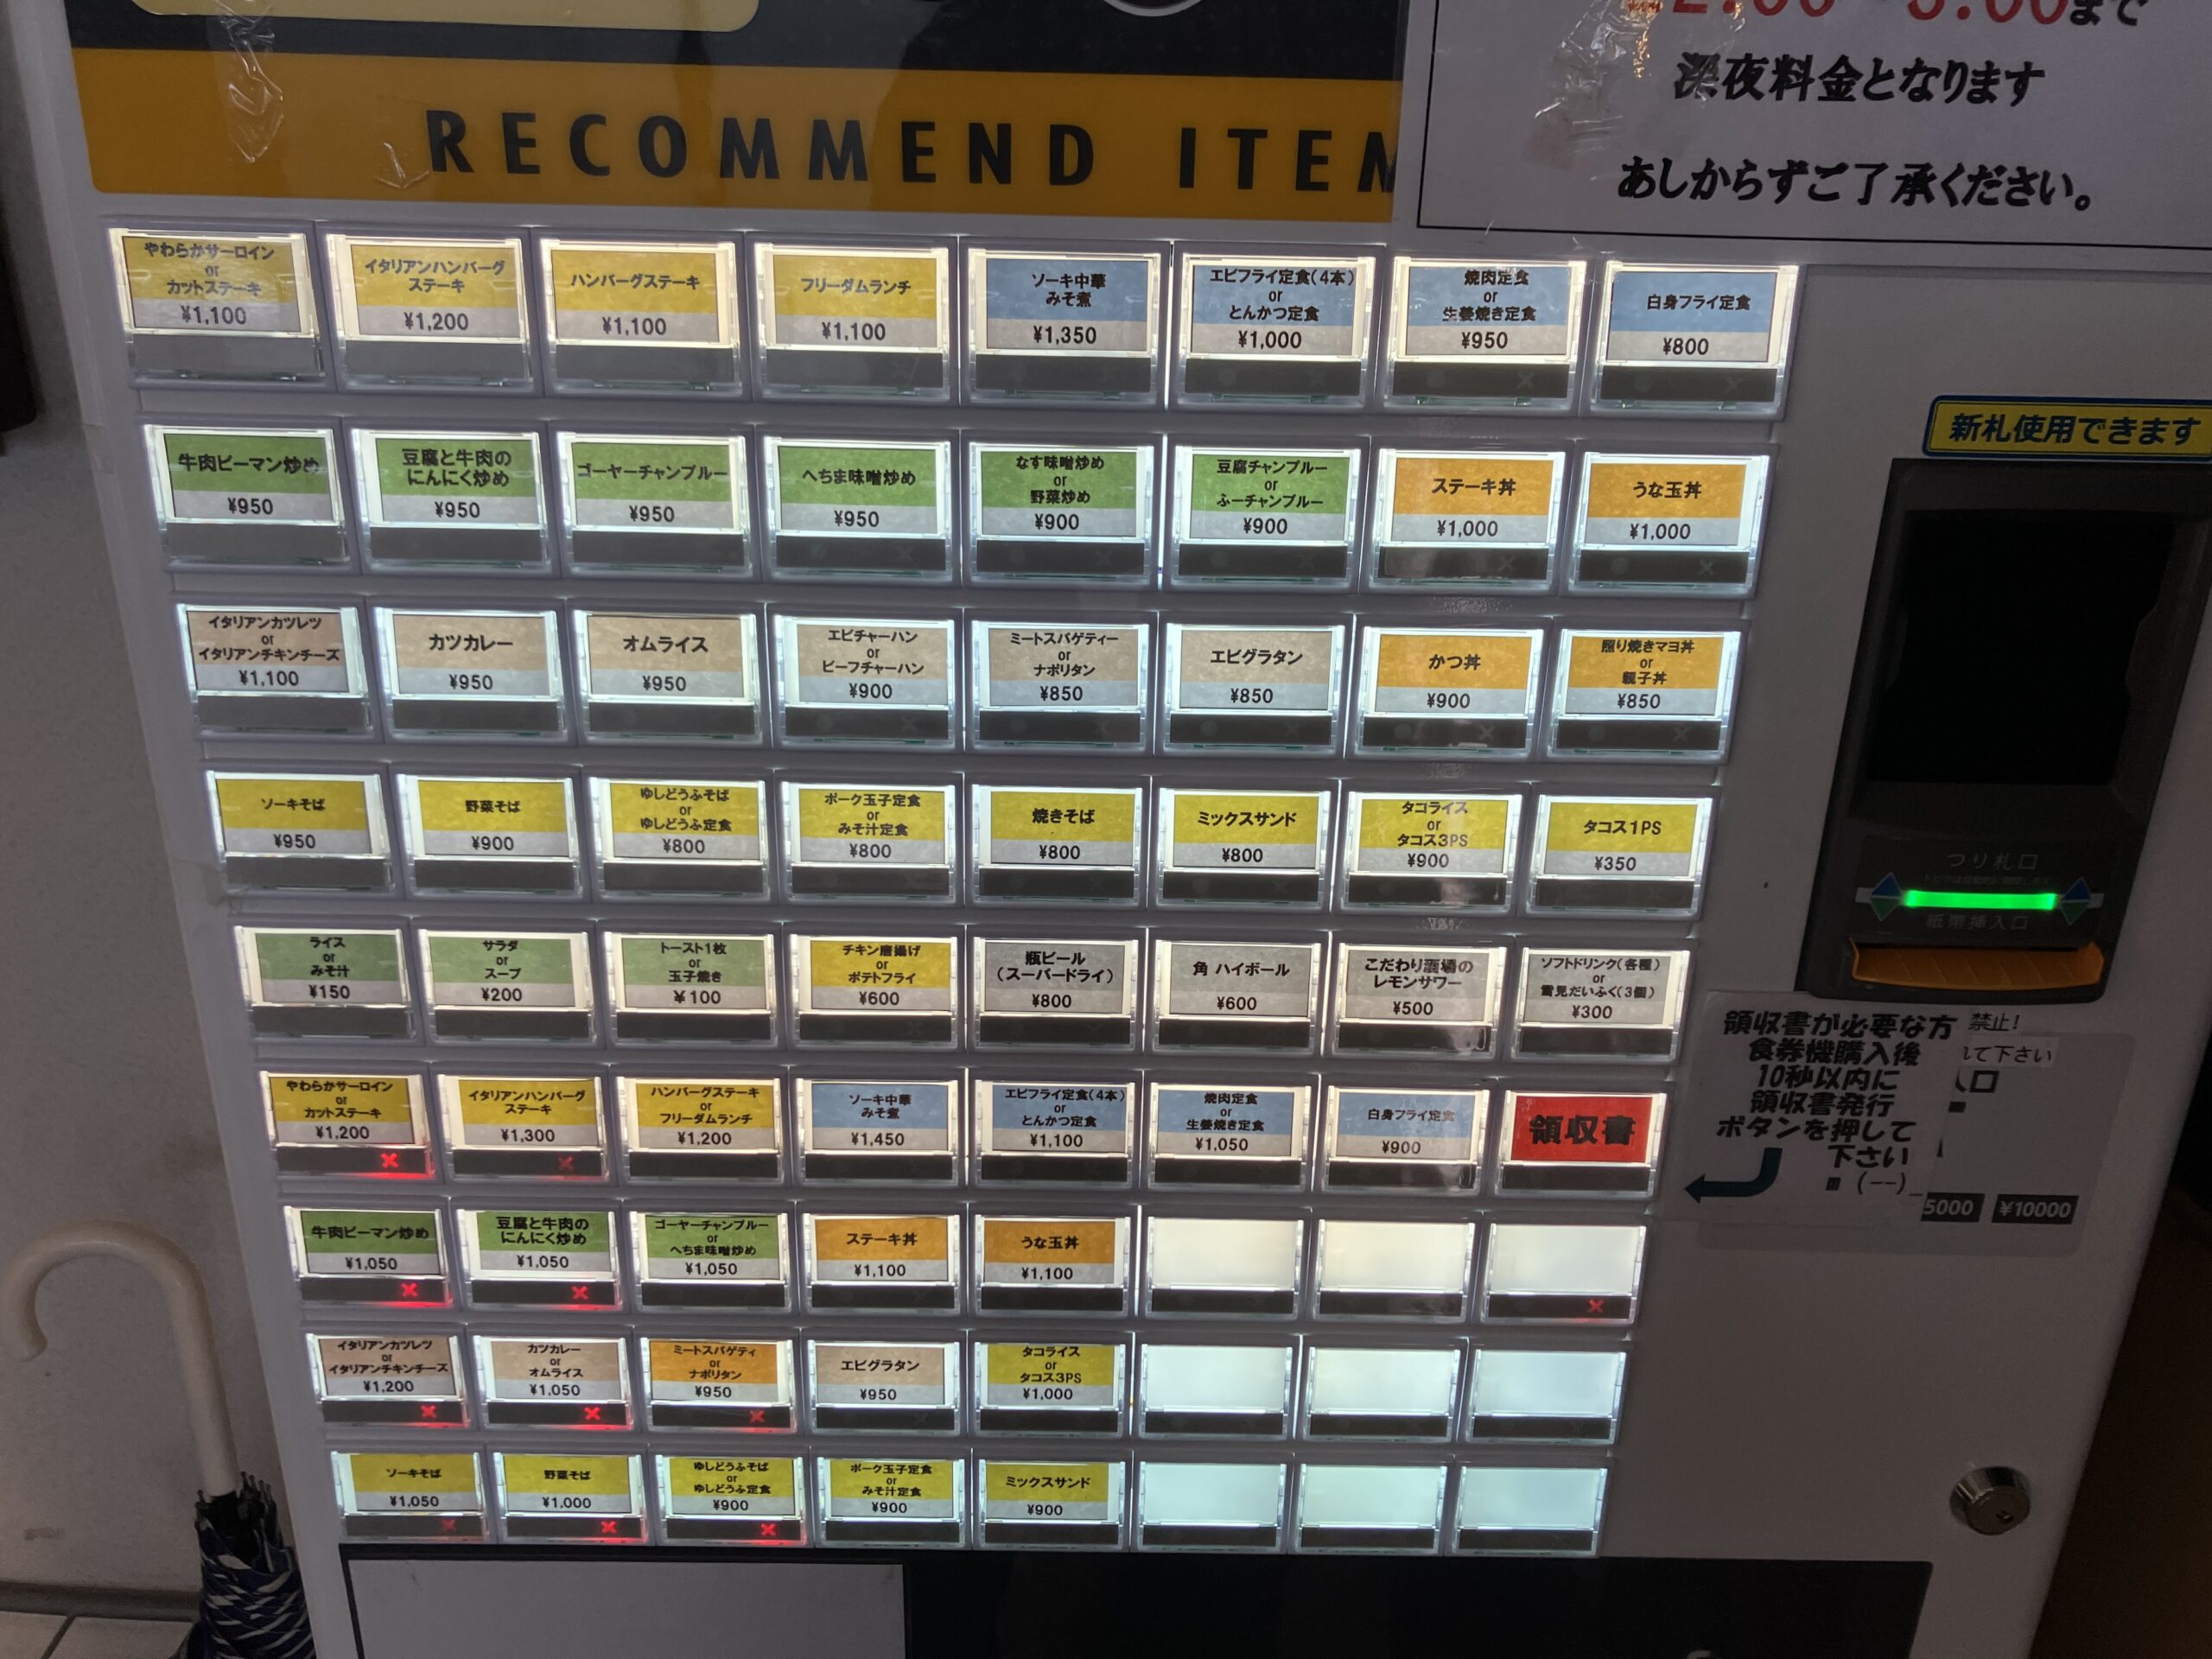 RECOMMEND ITEM
まで
深夜料金となります
あしからずご了承ください。
やわらかサーロイン
or
カットステーキ
¥1,100
イタリアンハンバーグ
ステーキ
¥1,200
ハンバーグステーキ
¥1,100
フリーダムランチ
¥1,100
ソーキ中華
みそ煮
¥1,350
エビフライ定食(4本)
or
とんかつ定食
¥1,000
焼肉定食
or
生姜焼き定食
¥950
白身フライ定食
¥800
新札使用できます
牛肉ピーマン炒め
¥950
豆腐と牛肉の
にんにく炒め
¥950
ゴーヤーチャンプルー
¥950
へちま味噌炒め
¥950
なす味噌炒め
or
野菜炒め
¥900
豆腐チャンプルー
or
ふーチャンプルー
¥900
ステーキ丼
¥1,000
うな玉丼
¥1,000
イタリアンカツレツ
or
イタリアンチキンチーズ
¥1,100
カツカレー
¥950
オムライス
¥950
エビチャーハン
or
ビーフチャーハン
¥900
ミートスパゲティー
or
ナポリタン
¥850
エビグラタン
¥850
かつ丼
¥900
照り焼きマヨ丼
or
親子丼
¥850
ソーキそば
¥950
野菜そば
¥900
ゆしどうふそば
or
ゆしどうふ定食
¥800
ポーク玉子定食
or
みそ汁定食
¥800
焼きそば
¥800
ミックスサンド
¥800
タコライス
or
タコス3PS
¥900
タコス1PS
¥350
つり札口
紙幣挿入口
ライス
or
みそ汁
¥150
サラダ
or
スープ
¥200
トースト1枚
or
玉子焼き
¥100
チキン唐揚げ
or
ポテトフライ
¥600
瓶ビール
(スーパードライ)
¥800
角 ハイボール
¥600
こだわり酒場の
レモンサワー
¥500
ソフトドリンク(各種)
or
雪見だいふく(3個)
¥300
領収書が必要な方
食券機購入後
10秒以内に
領収書発行
ボタンを押して
下さい
m (--)_
禁止!
れて下さい
口
5000 ¥10000
やわらかサーロイン
or
カットステーキ
¥1,200
イタリアンハンバーグ
ステーキ
¥1,300
ハンバーグステーキ
or
フリーダムランチ
¥1,200
ソーキ中華
みそ煮
¥1,450
エビフライ定食(4本)
or
とんかつ定食
¥1,100
焼肉定食
or
生姜焼き定食
¥1,050
白身フライ定食
¥900
領収書
牛肉ピーマン炒め
¥1,050
豆腐と牛肉の
にんにく炒め
¥1,050
ゴーヤーチャンプルー
or
へちま味噌炒め
¥1,050
ステーキ丼
¥1,100
うな玉丼
¥1,100
イタリアンカツレツ
or
イタリアンチキンチーズ
¥1,200
カツカレー
or
オムライス
¥1,050
ミートスパゲティ
or
ナポリタン
¥950
エビグラタン
¥950
タコライス
or
タコス3PS
¥1,000
ソーキそば
¥1,050
野菜そば
¥1,000
ゆしどうふそば
or
ゆしどうふ定食
¥900
ポーク玉子定食
or
みそ汁定食
¥900
ミックスサンド
¥900